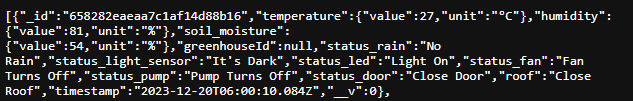 [{"_id":"658282eaeaa7c1af14d88b16","temperature":{"value":27,"unit":"°C"},"humidity":
{"value":81,"unit":"%"},"soil_moisture":
{"value":54,"unit":"%"},"greenhouseId":null,"status_rain":"No
Rain","status_light_sensor":"It's Dark","status_led":"Light On","status_fan":"Fan
Turns Off","status_pump":"Pump Turns Off","status_door":"Close Door","roof":"Close
Roof","timestamp":"2023-12-20T06:00:10.084Z","__v":0},